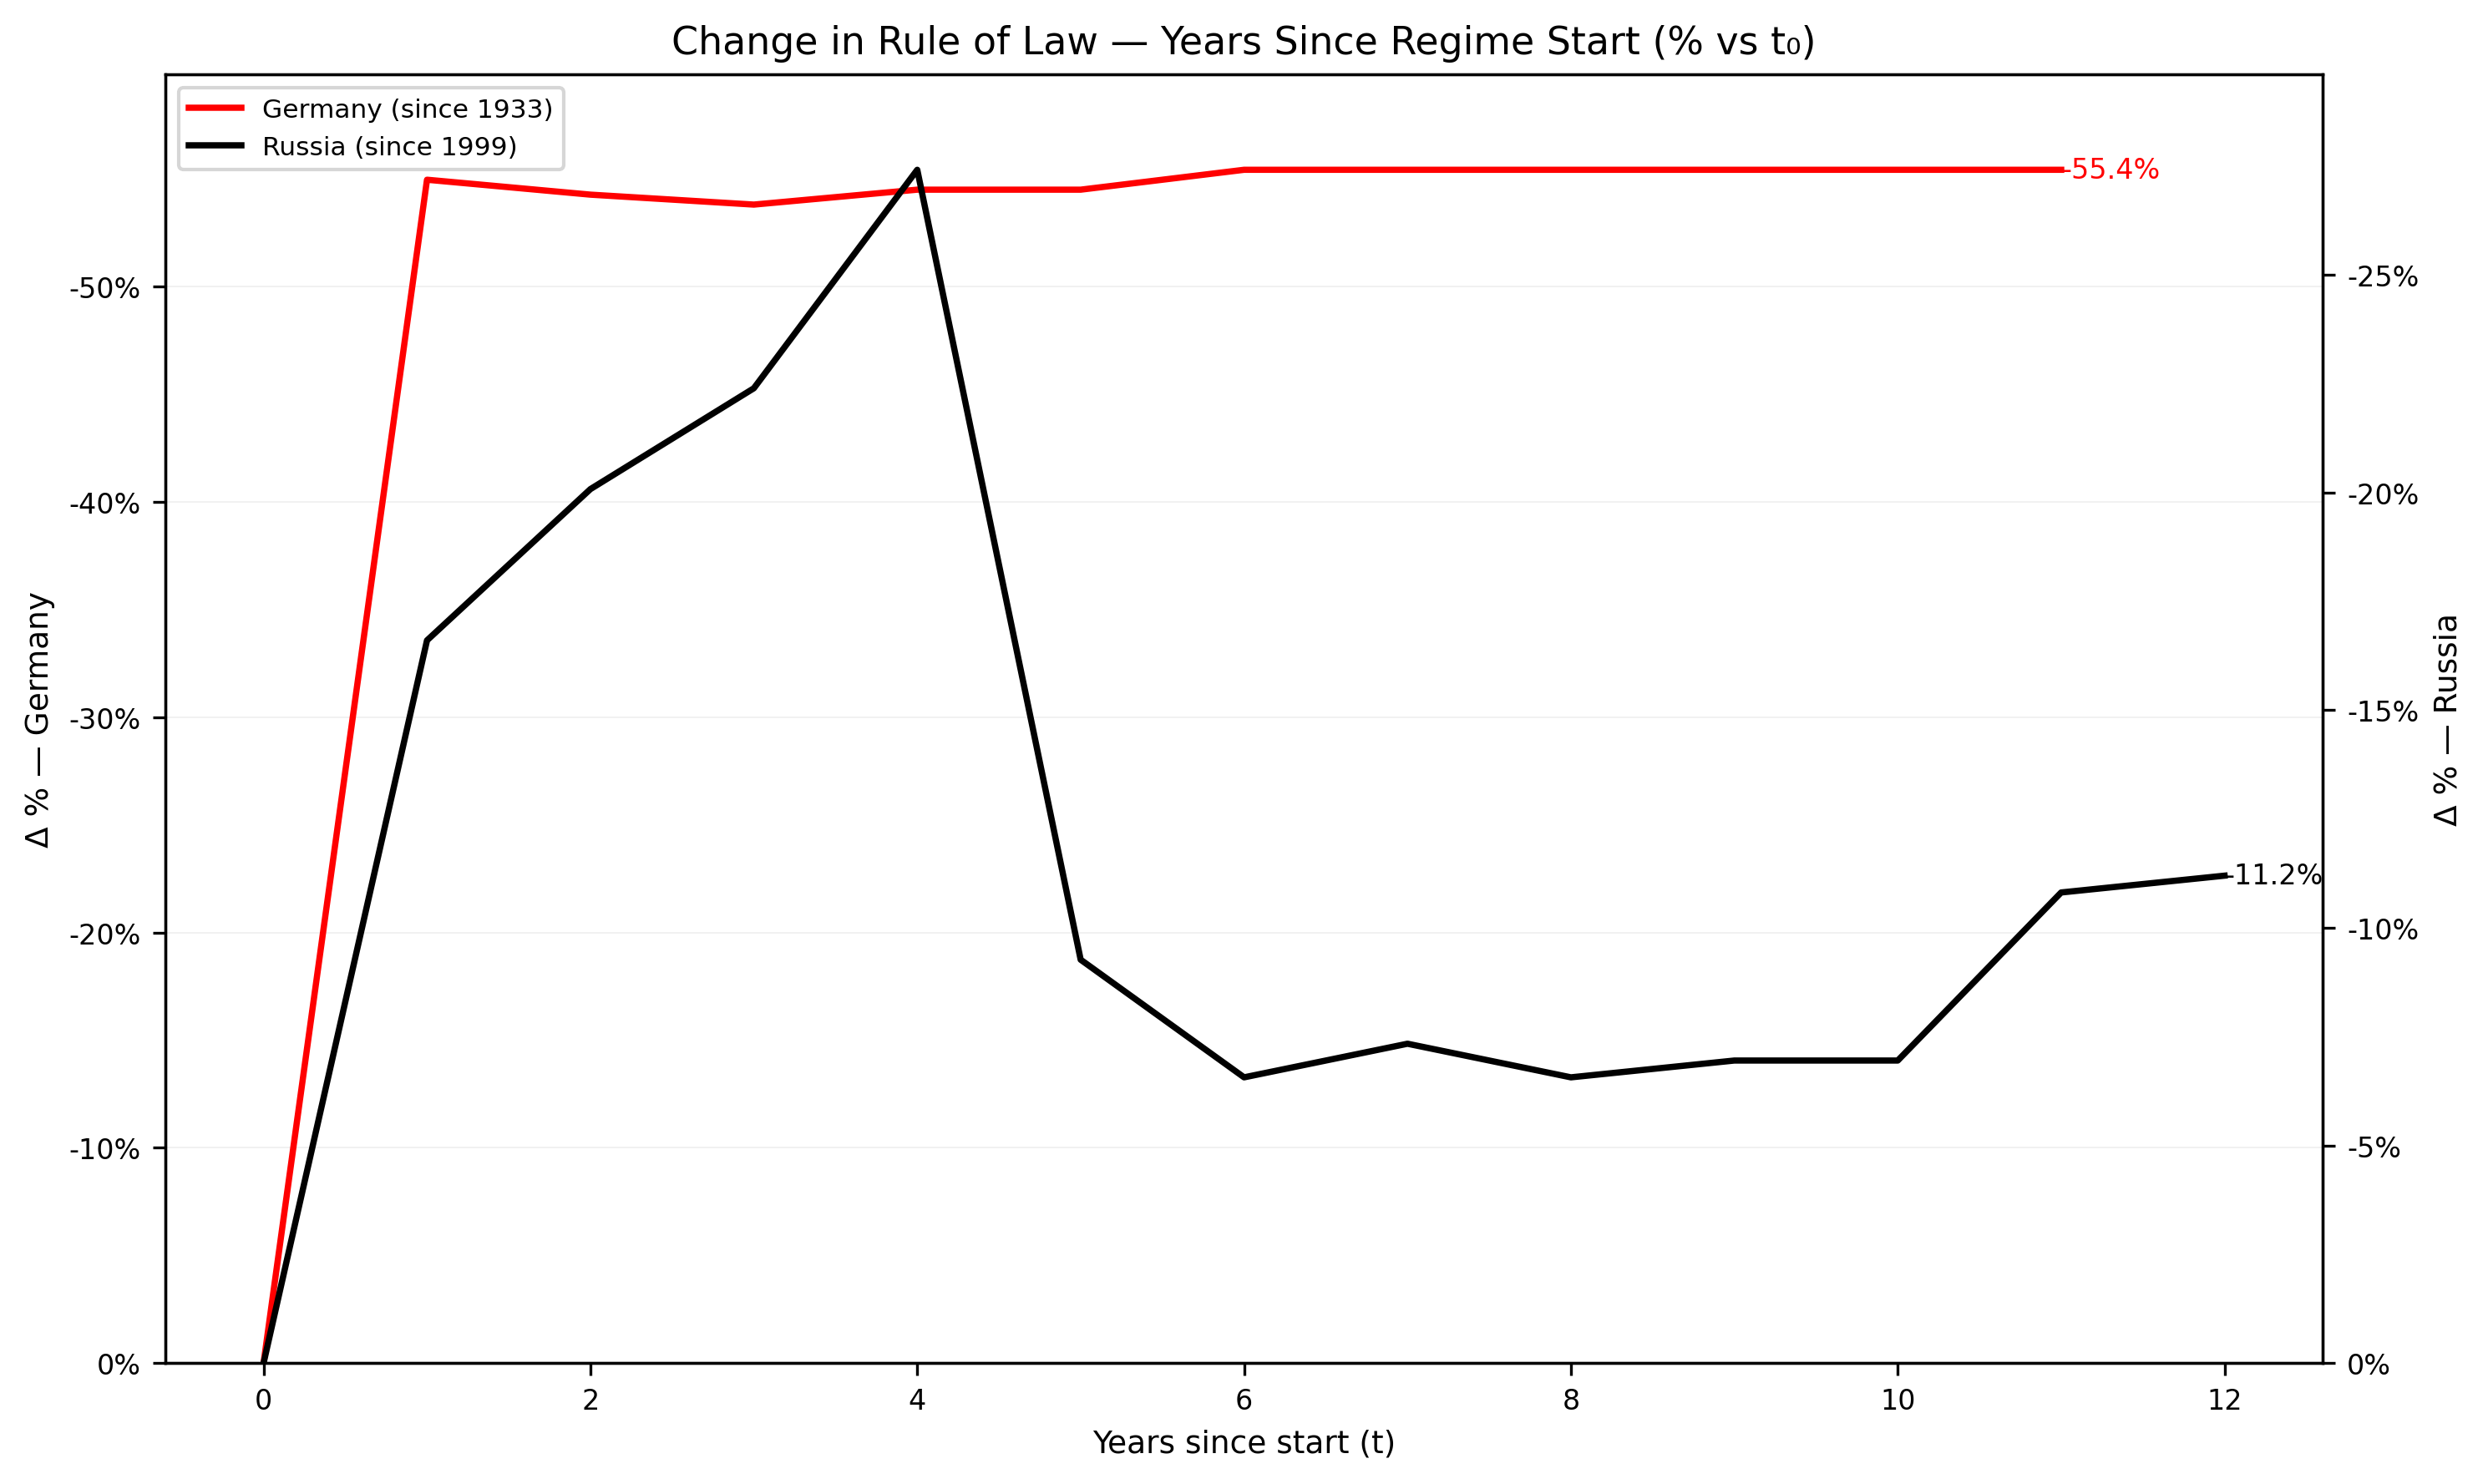 Change in Rule of Law — Years Since Regime Start (% vs t₀)
Germany (since 1933)
Russia (since 1999)
-55.4%
-11.2%
Δ % — Germany
-50%
-40%
-30%
-20%
-10%
0%
-25%
-20%
-15%
-10%
-5%
0%
Δ % — Russia
0 2 4 6 8 10 12
Years since start (t)